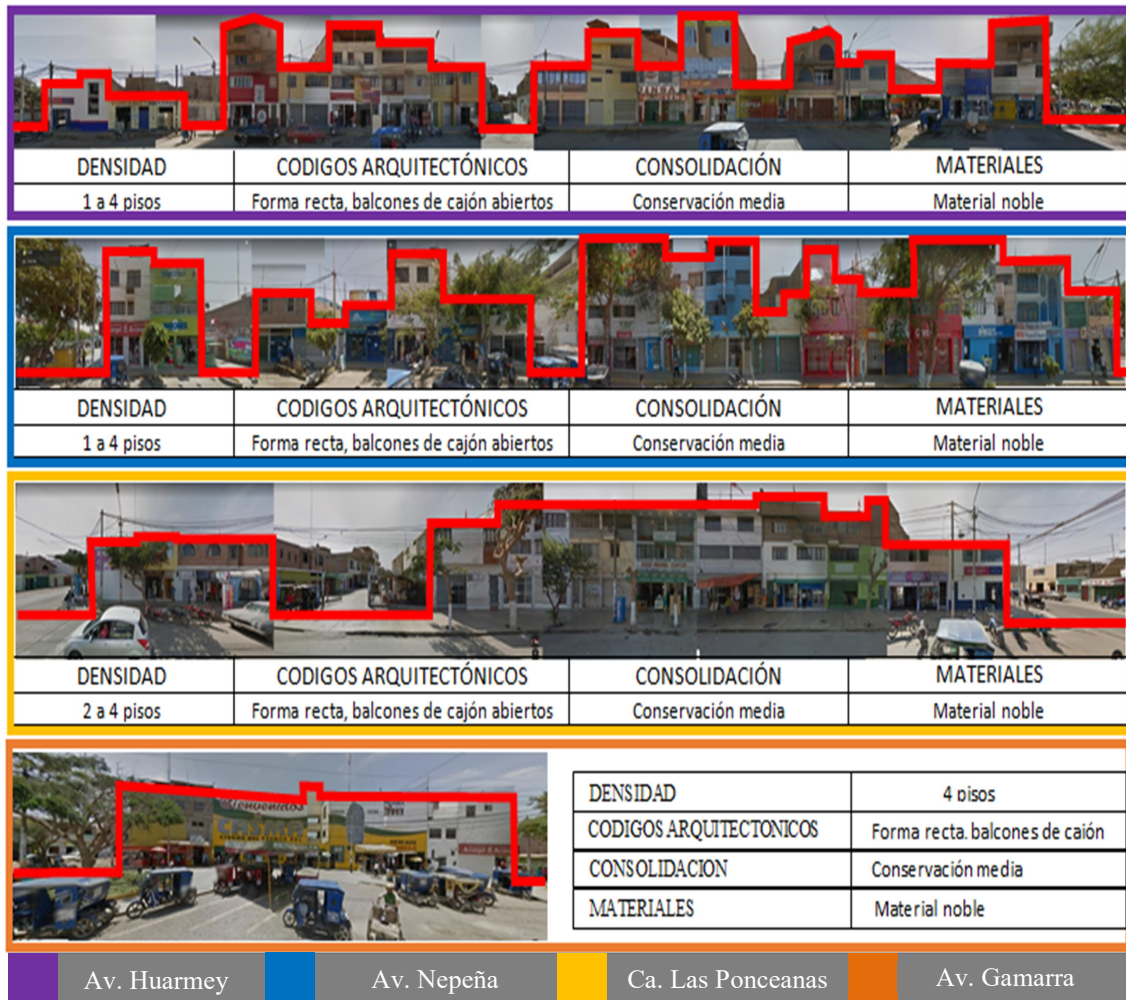 DENSIDAD CODIGOS ARQUITECTÓNICOS CONSOLIDACIÓN MATERIALES
1 a 4 pisos Forma recta, balcones de cajón abiertos Conservación media Material noble
DENSIDAD CODIGOS ARQUITECTÓNICOS CONSOLIDACIÓN MATERIALES
1 a 4 pisos Forma recta, balcones de cajón abiertos Conservación media Material noble
DENSIDAD CODIGOS ARQUITECTÓNICOS CONSOLIDACIÓN MATERIALES
2 a 4 pisos Forma recta, balcones de cajón abiertos Conservación media Material noble
Bienvenidos
DENSIDAD 4 pisos
CODIGOS ARQUITECTONICOS Forma recta. balcones de caión
CONSOLIDACION Conservación media
MATERIALES Material noble
Av. Huarmey Av. Nepeña Ca. Las Ponceanas Av. Gamarra